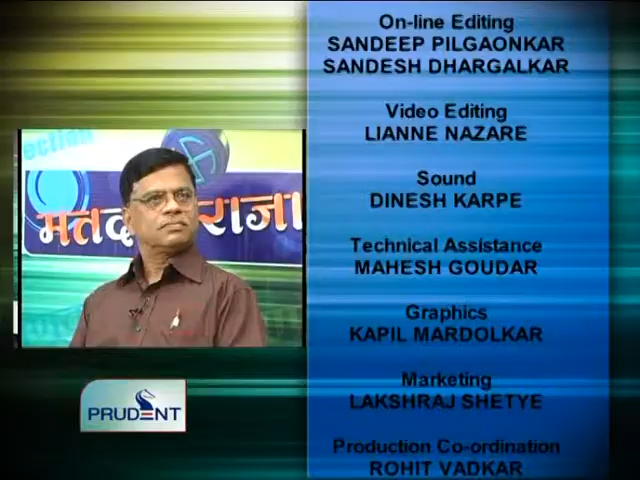 On-line Editing
SANDEEP PILGAONKAR
SANDESH DHARGALKAR
Video Editing
LIANNE NAZARE
Sound
DINESH KARPE
Technical Assistance
MAHESH GOUDAR
Graphics
KAPIL MARDOLKAR
Marketing
LAKSHRAJ SHETYE
Production Co-ordination
ROHIT VADKAR
ection
राजा
PRUDENT